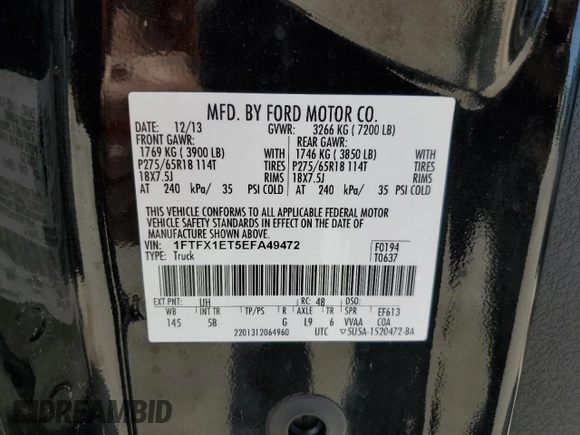 MFD. BY FORD MOTOR CO.
DATE: 12/13 GVWR: 3266 KG ( 7200 LB)
FRONT GAWR: REAR GAWR:
1769 KG ( 3900 LB) WITH 1746 KG ( 3850 LB) WITH
P275/65R18 114T TIRES P275/65R18 114T TIRES
18X7.5J RIMS 18X7.5J RIMS
AT 240 kPa/ 35 PSI COLD AT 240 kPa/ 35 PSI COLD
THIS VEHICLE CONFORMS TO ALL APPLICABLE FEDERAL MOTOR
VEHICLE SAFETY AND BUMPER STANDARDS IN EFFECT ON THE DATE OF
MANUFACTURE SHOWN ABOVE.
VIN: 1FTFX1ET5EFA49472 F0194
TYPE: Truck T0637
EXT PNT: UH RC: 48 DSO:
WB INT TR TP/PS R AXLE TR SPR EF613
145 5B G L9 6 VVAA COA
2201312064960 UTC 5U5A-1520472-BA
DREAMBID